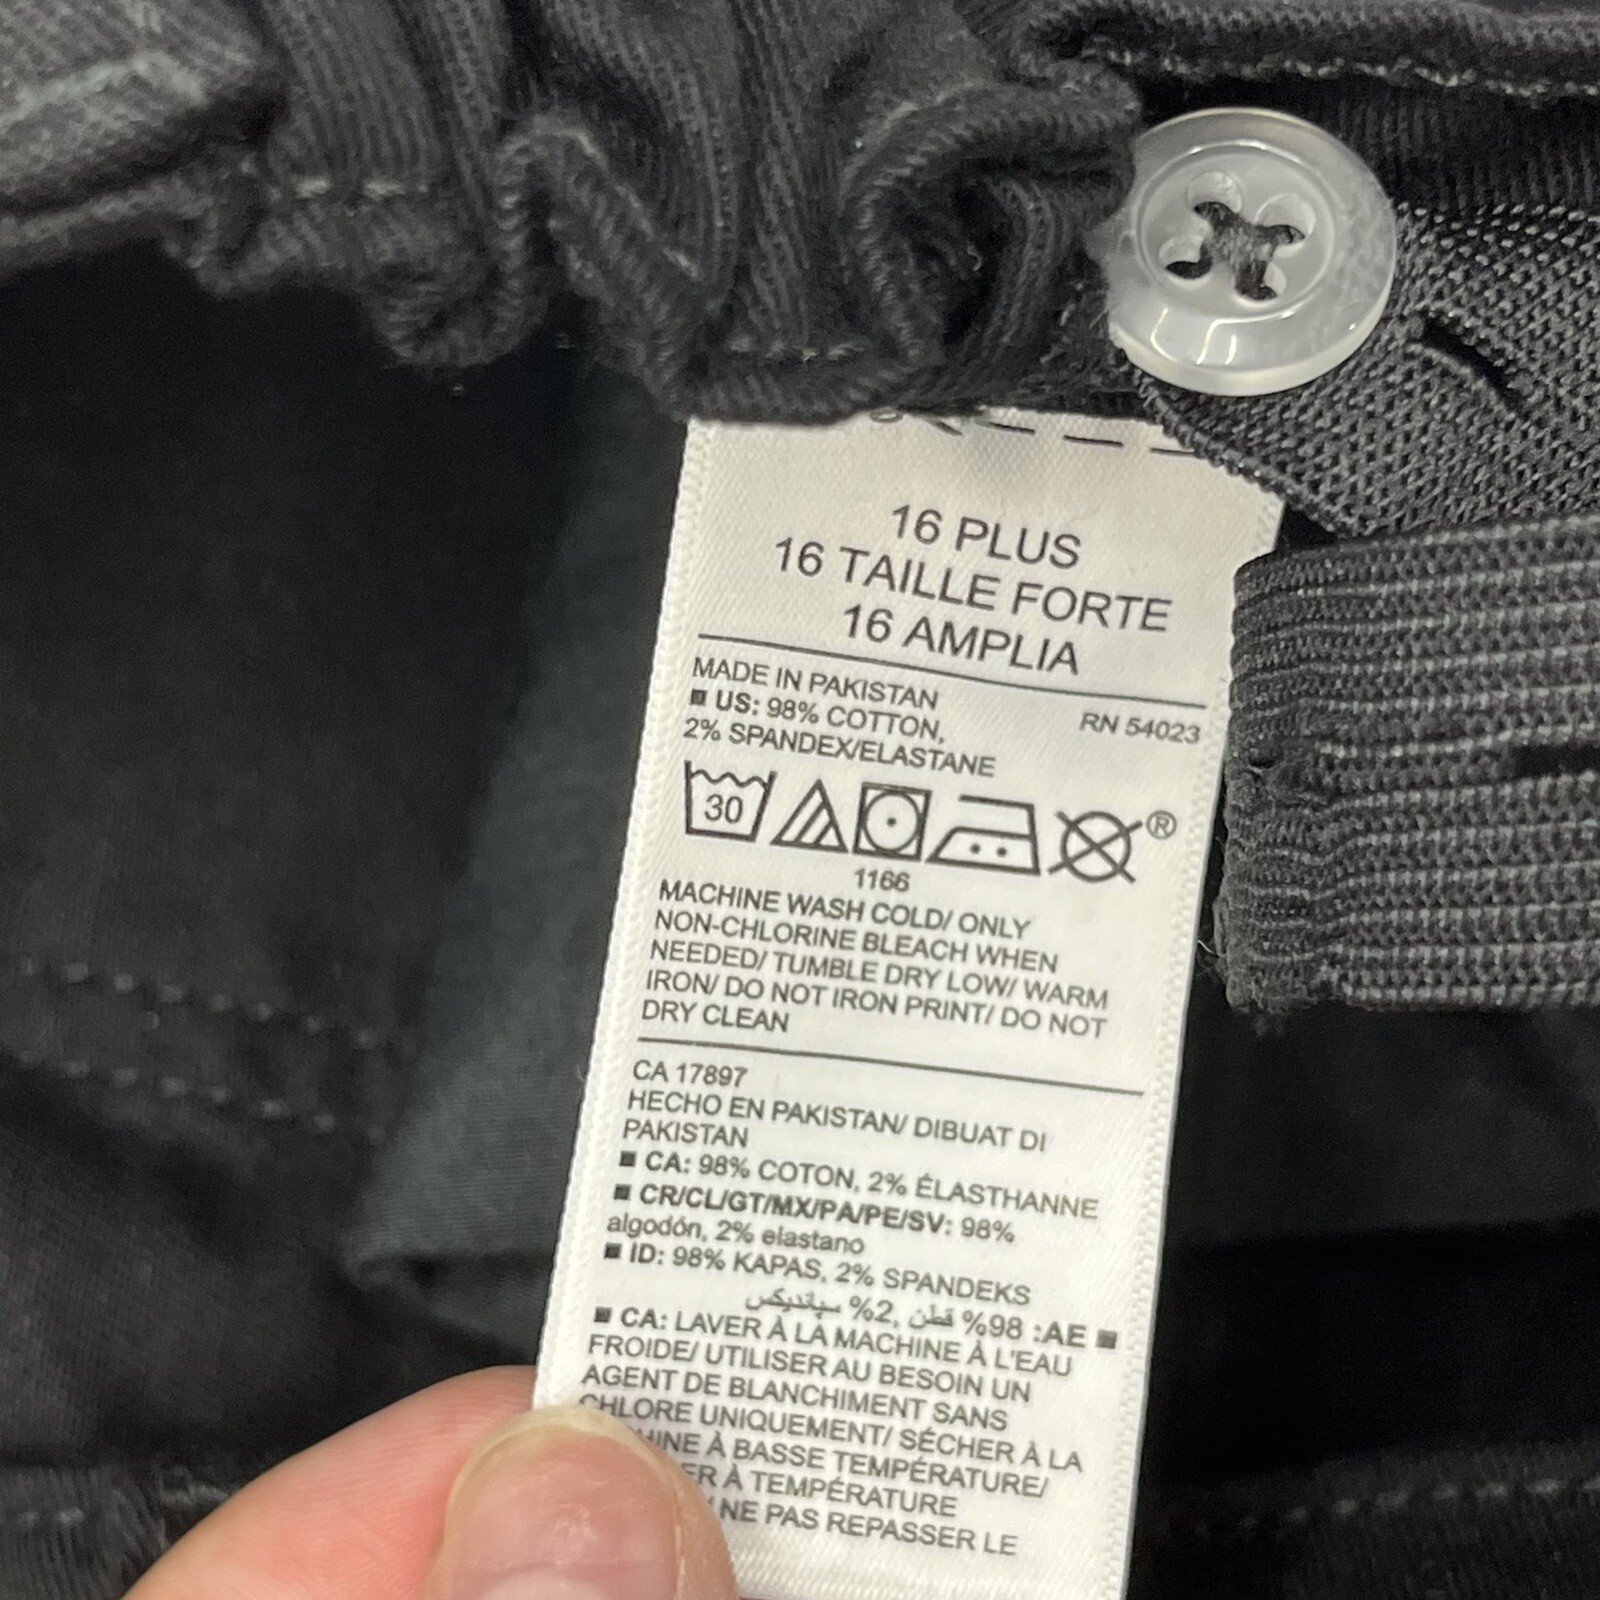 16 PLUS
16 TAILLE FORTE
16 AMPLIA
MADE IN PAKISTAN
RN 54023
■ US: 98% COTTON,
2% SPANDEX/ELASTANE
30
®
1166
MACHINE WASH COLD/ ONLY
NON-CHLORINE BLEACH WHEN
NEEDED/ TUMBLE DRY LOW/ WARM
IRON/ DO NOT IRON PRINT/ DO NOT
DRY CLEAN
CA 17897
HECHO EN PAKISTAN/ DIBUAT DI
PAKISTAN
■ CA: 98% COTON, 2% ÉLASTHANNE
■ CR/CL/GT/MX/PA/PE/SV: 98%
algodón, 2% elastano
■ ID: 98% KAPAS, 2% SPANDEKS
■ AE: 98% قطن, 2% سباندیکس
■ CA: LAVER À LA MACHINE À L'EAU
FROIDE/ UTILISER AU BESOIN UN
AGENT DE BLANCHIMENT SANS
CHLORE UNIQUEMENT/ SÉCHER À LA
À BASSE TEMPÉRATURE/
À TEMPÉRATURE
NE PAS REPASSER LE